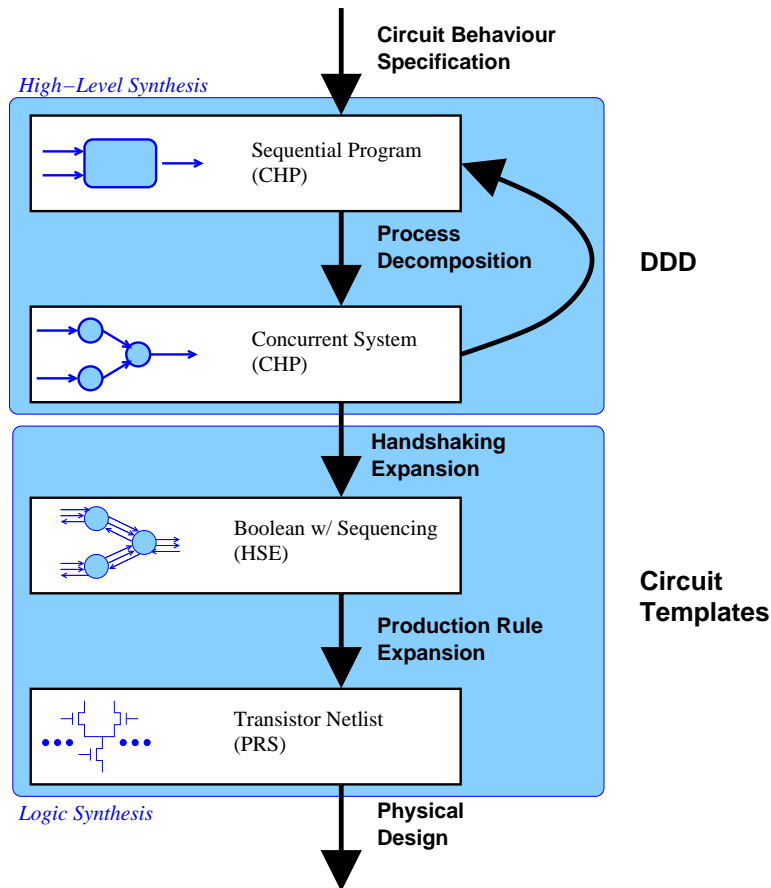 Circuit Behaviour
Specification
High−Level Synthesis
Sequential Program
(CHP)
Process
Decomposition
DDD
Concurrent System
(CHP)
Handshaking
Expansion
Boolean w/ Sequencing
(HSE)
Circuit
Templates
Production Rule
Expansion
Transistor Netlist
(PRS)
Logic Synthesis
Physical
Design